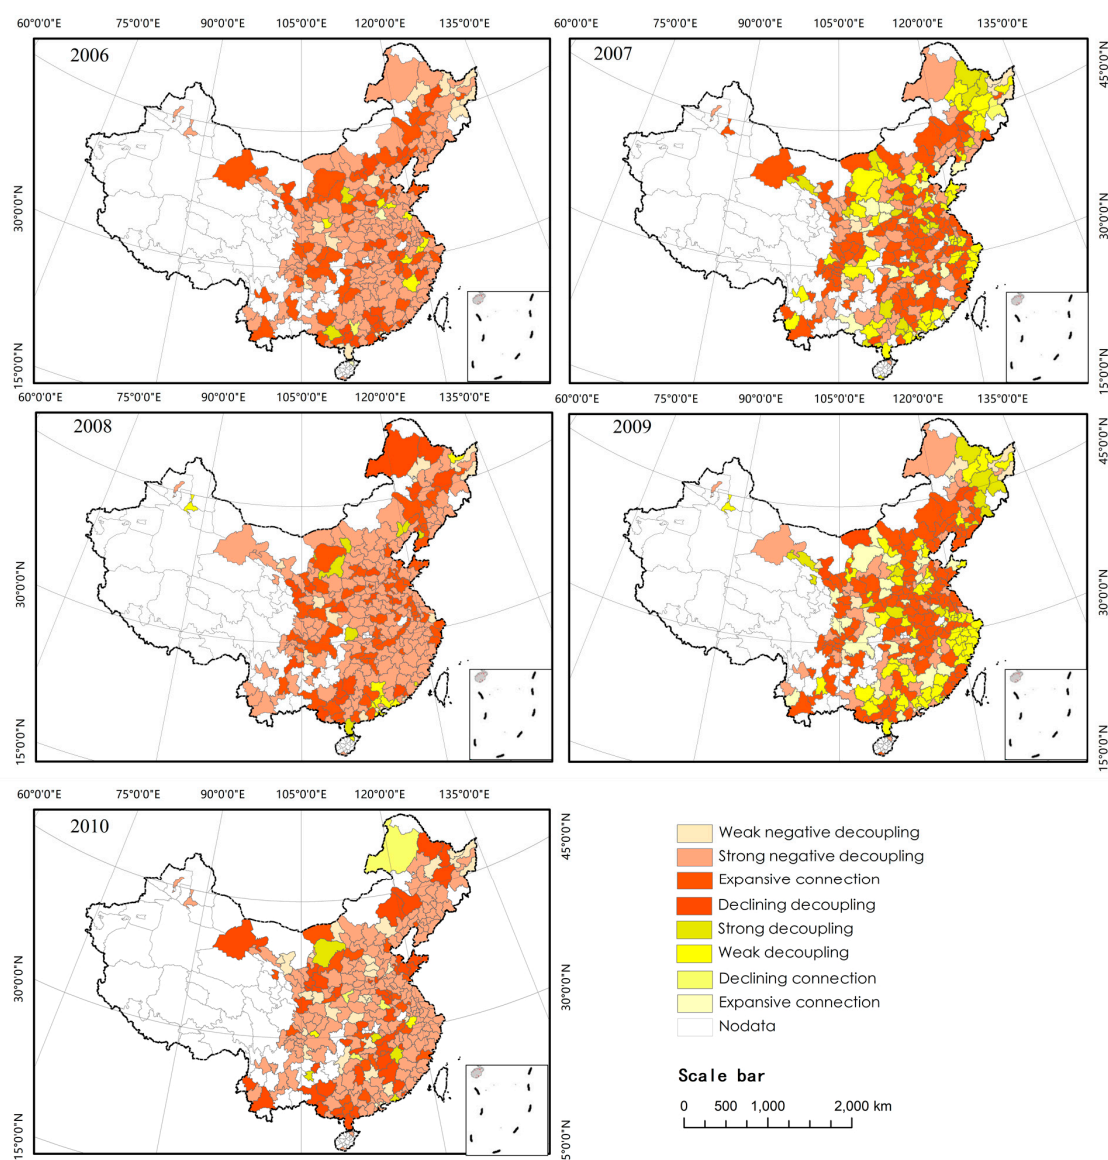 60°0'0"E 75°0'0"E 90°0'0"E 105°0'0"E 120°0'0"E 135°0'0"E
60°0'0"E 75°0'0"E 90°0'0"E 105°0'0"E 120°0'0"E 135°0'0"E
2006
2007
45°0'0"N
30°0'0"N
30°0'0"N
15°0'0"N
15°0'0"N
60°0'0"E 75°0'0"E 90°0'0"E 105°0'0"E 120°0'0"E 135°0'0"E
60°0'0"E 75°0'0"E 90°0'0"E 105°0'0"E 120°0'0"E 135°0'0"E
2008
2009
45°0'0"N
30°0'0"N
30°0'0"N
15°0'0"N
15°0'0"N
60°0'0"E 75°0'0"E 90°0'0"E 105°0'0"E 120°0'0"E 135°0'0"E
2010
45°0'0"N
30°0'0"N
30°0'0"N
15°0'0"N
5°0'0"N
Weak negative decoupling
Strong negative decoupling
Expansive connection
Declining decoupling
Strong decoupling
Weak decoupling
Declining connection
Expansive connection
Nodata
Scale bar
0 500 1,000 2,000 km